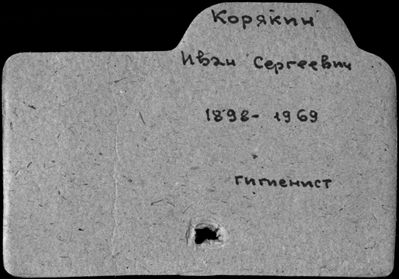 Корякин
Иван Сергеевич
1898- 1969
гигиенист